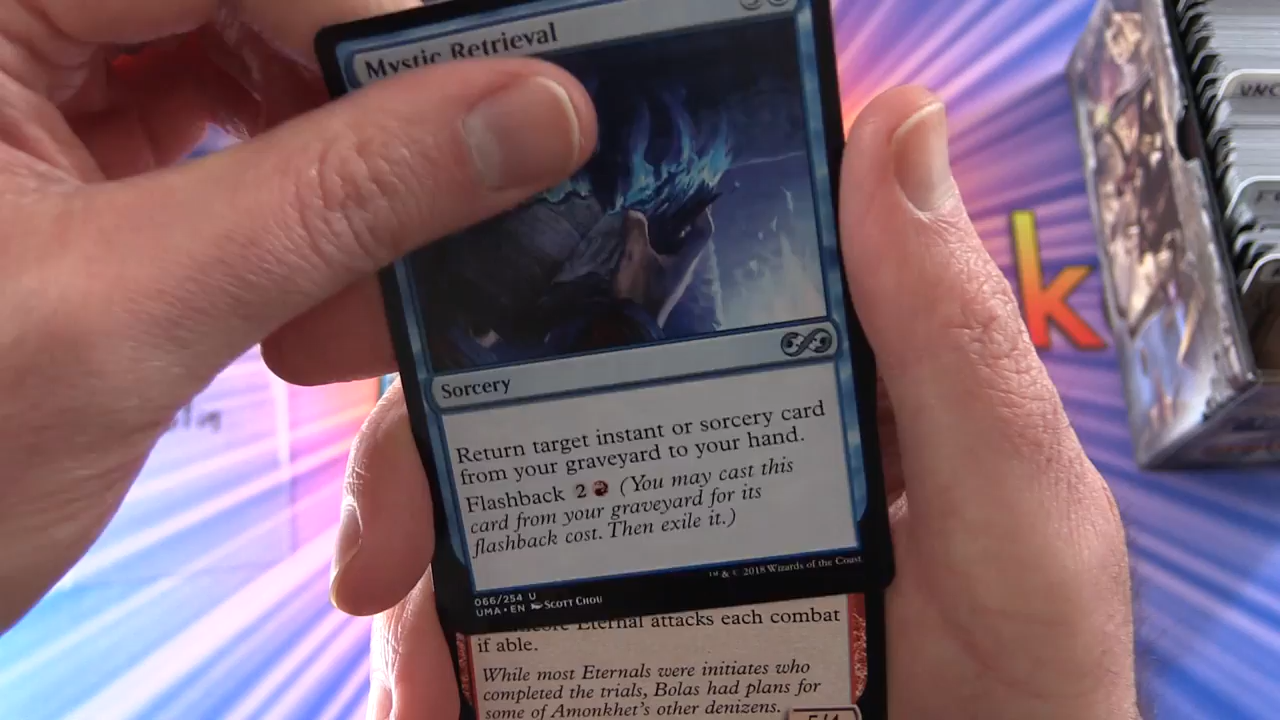 Mystic Retrieval
Sorcery
Return target instant or sorcery card
from your graveyard to your hand.
Flashback 2 (You may cast this
card from your graveyard for its
flashback cost. Then exile it.)
066/254 U
UMA • EN SCOTT CHOU
™ & © 2018 Wizards of the Coast
Eternal attacks each combat
if able.
While most Eternals were initiates who
completed the trials, Bolas had plans for
some of Amonkhet's other denizens.
5/4
k
UNC